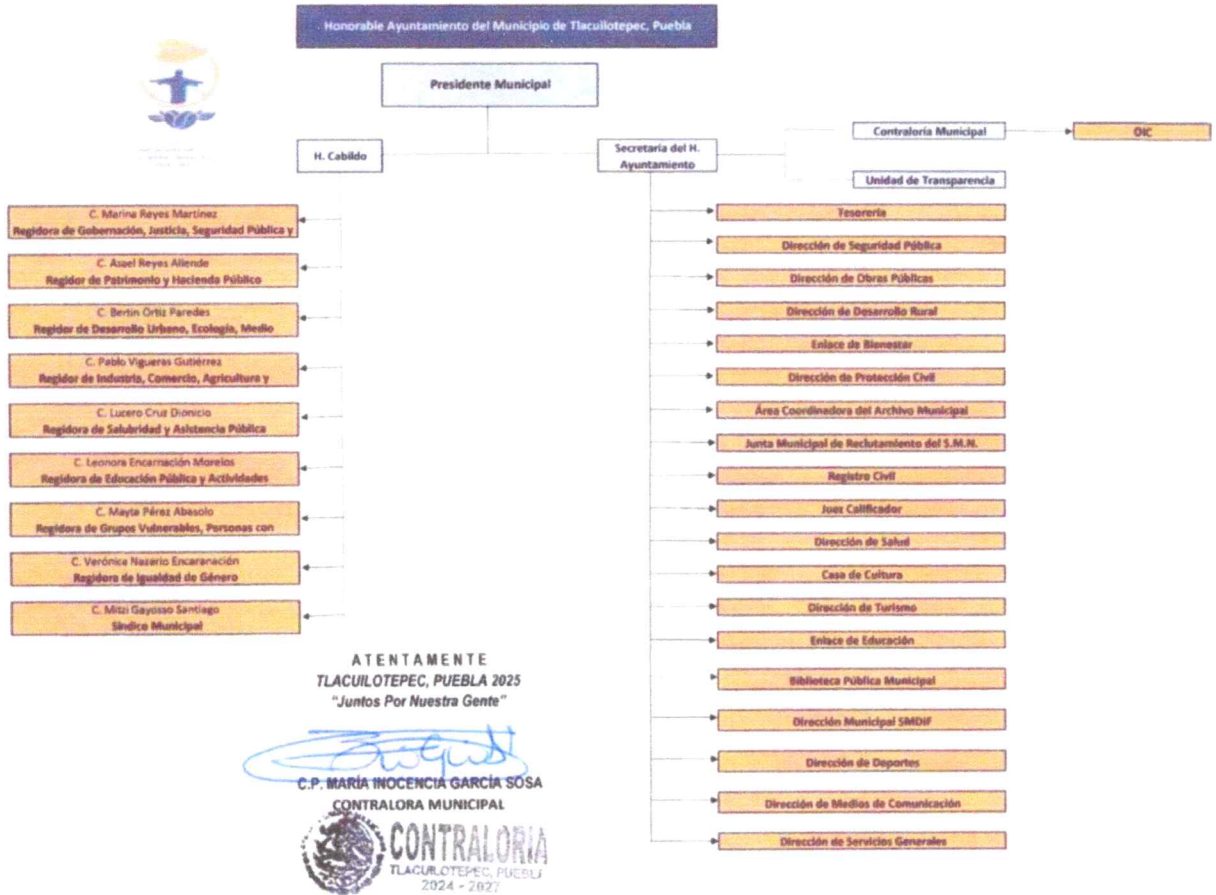 Honorable Ayuntamiento del Municipio de Tlacuilotepec, Puebla
Presidente Municipal
H. Cabildo
Secretaría del H.
Ayuntamiento
Contraloría Municipal
OIC
Unidad de Transparencia
C. Marina Reyes Martínez
Regidora de Gobernación, Justicia, Seguridad Pública y
C. Asael Reyes Allende
Regidor de Patrimonio y Hacienda Público
C. Bertin Ortiz Paredes
Regidor de Desarrollo Urbano, Ecología, Medio
C. Pablo Vigueras Gutiérrez
Regidor de Industria, Comercio, Agricultura y
C. Lucero Cruz Dionicio
Regidora de Salubridad y Asistencia Pública
C. Leonora Encarnación Morelos
Regidora de Educación Pública y Actividades
C. Mayta Pérez Abasolo
Regidora de Grupos Vulnerables, Personas con
C. Verónica Nazario Encaranación
Regidora de Igualdad de Género
C. Mitzi Gayosso Santiago
Síndico Municipal
Tesorería
Dirección de Seguridad Pública
Dirección de Obras Públicas
Dirección de Desarrollo Rural
Enlace de Bienestar
Dirección de Protección Civil
Área Coordinadora del Archivo Municipal
Junta Municipal de Reclutamiento del S.M.N.
Registro Civil
Juez Calificador
Dirección de Salud
Casa de Cultura
Dirección de Turismo
Enlace de Educación
Biblioteca Pública Municipal
Dirección Municipal SMDIF
Dirección de Deportes
Dirección de Medios de Comunicación
Dirección de Servicios Generales
ATENTAMENTE
TLACUILOTEPEC, PUEBLA 2025
"Juntos Por Nuestra Gente"
C.P. MARÍA INOCENCIA GARCÍA SOSA
CONTRALORA MUNICIPAL
CONTRALORIA
TLACUILOTEPEC, PUEBLA
2024 - 2027